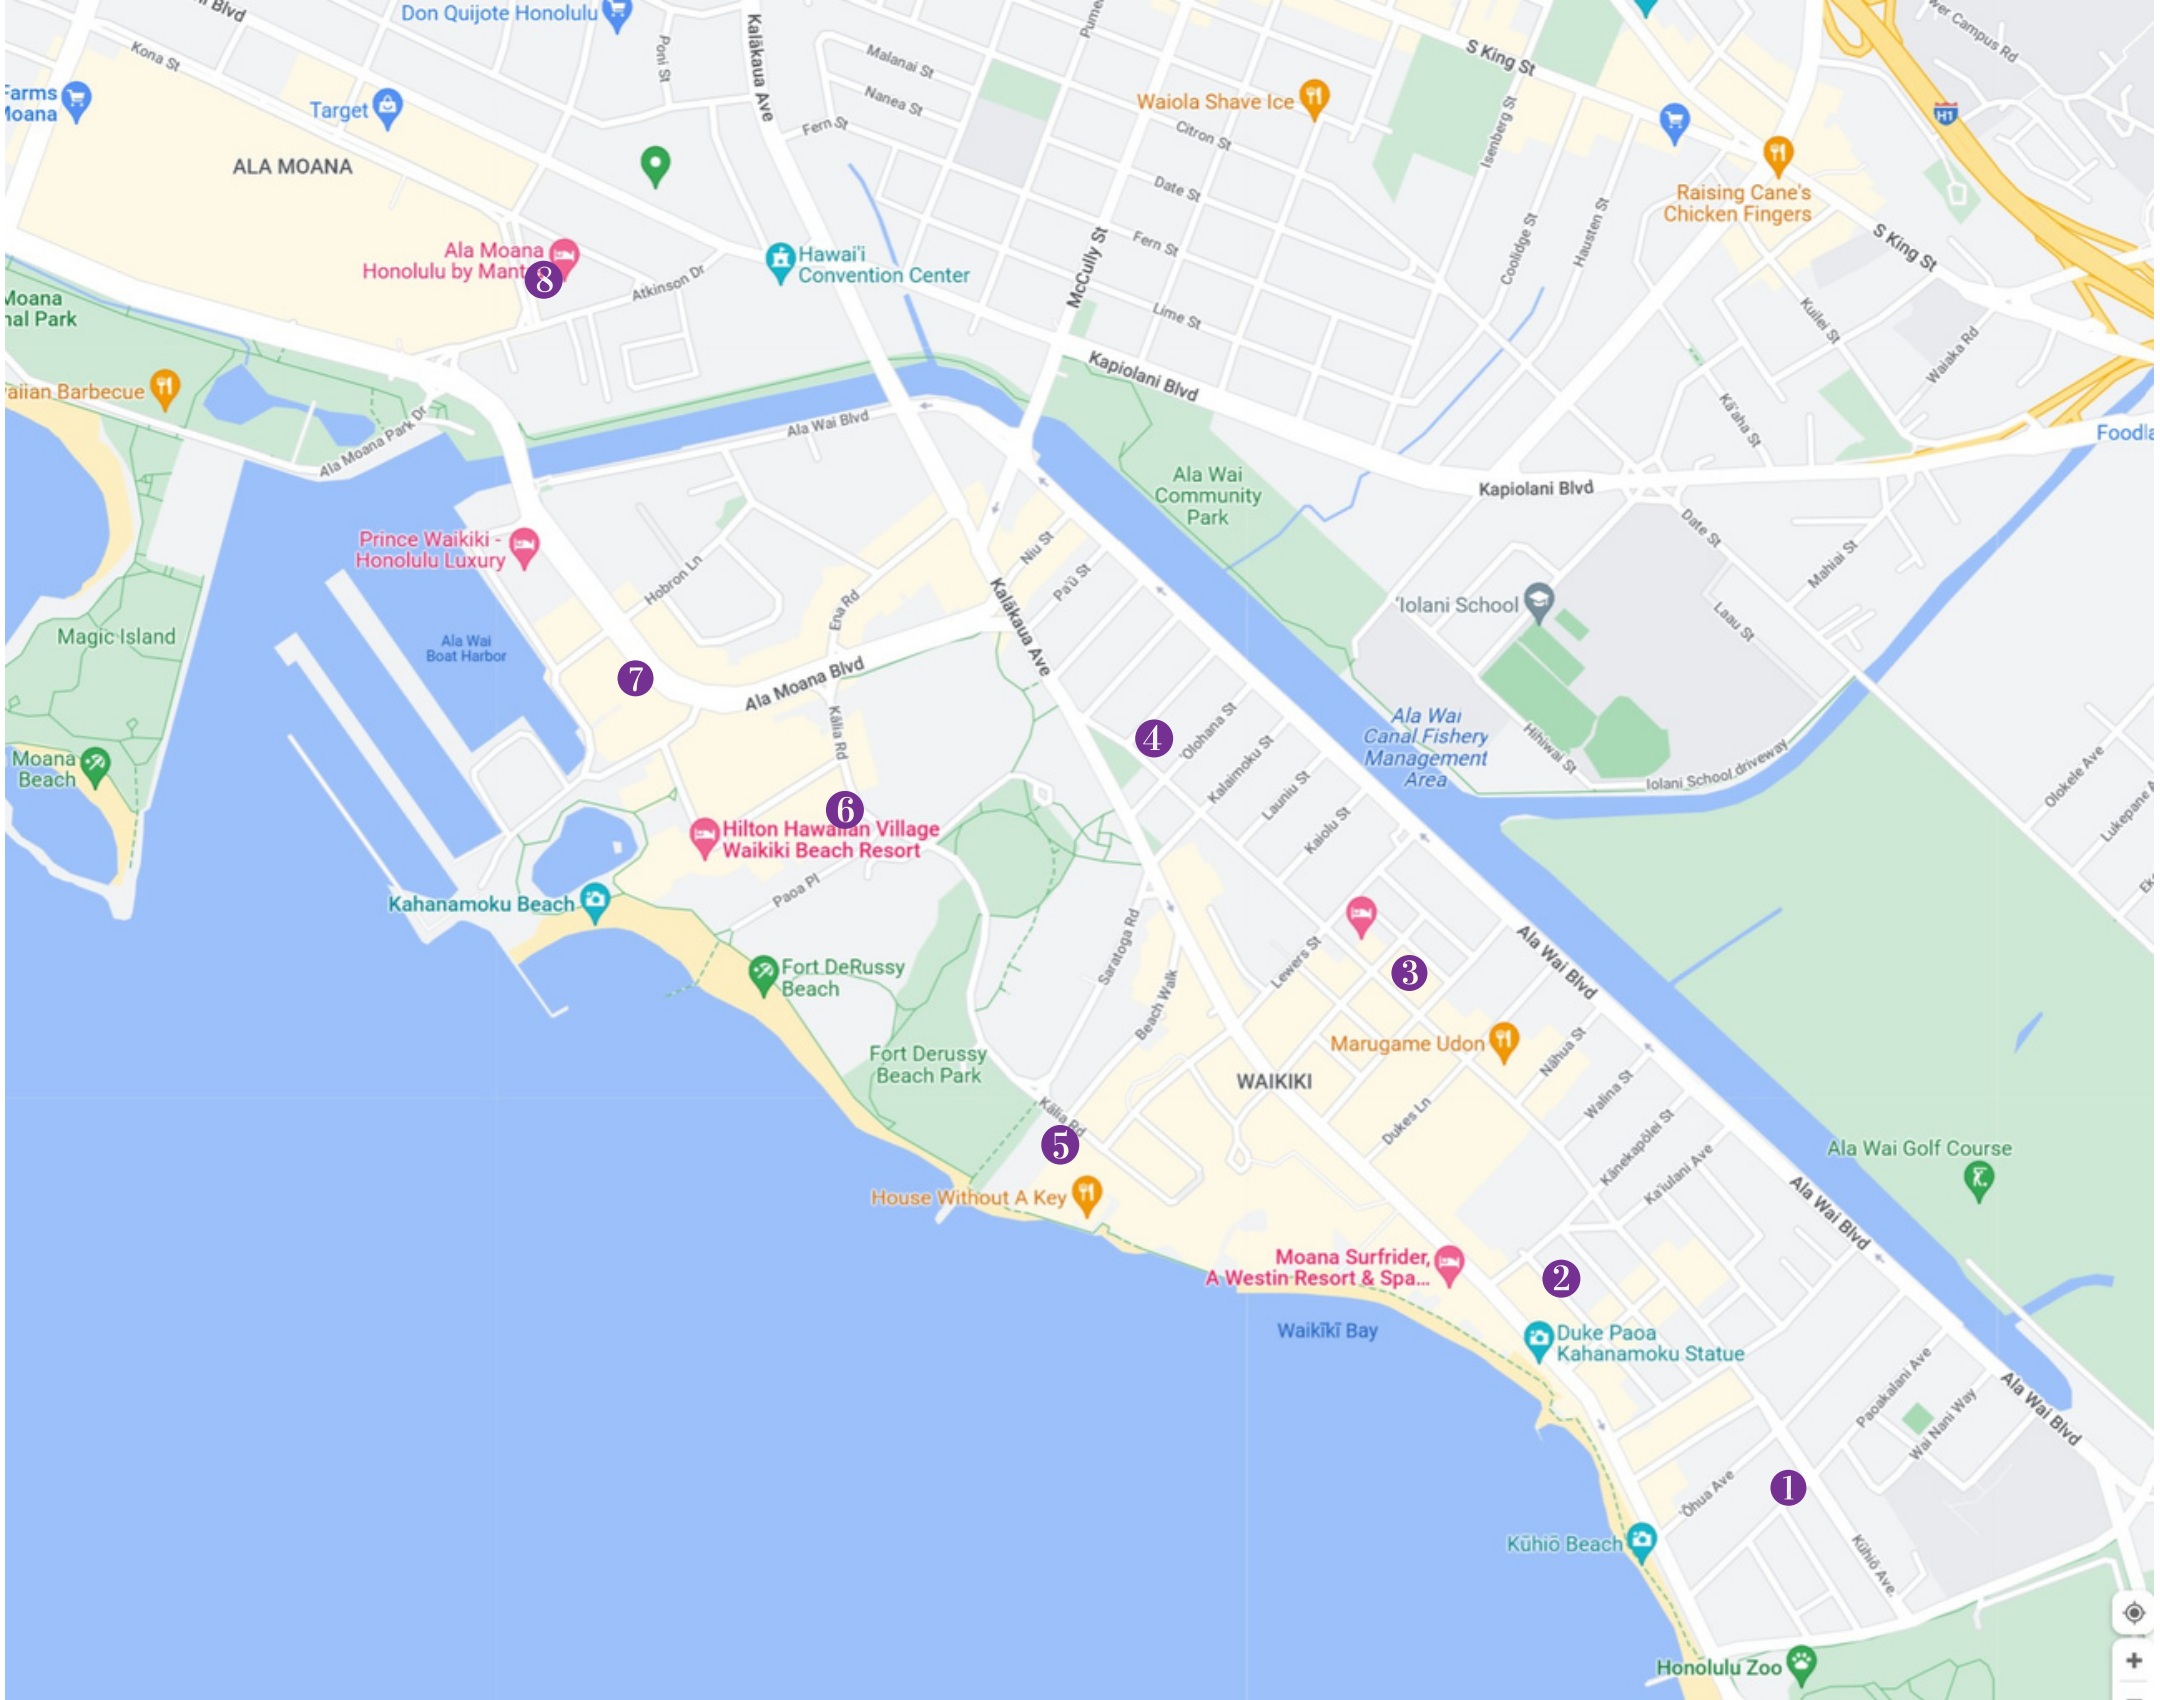 Don Quijote Honolulu
Kona St
Poni St
Kalākaua Ave
Malanai St
Nanea St
Fern St
S King St
Farms
Moana
Target
ALA MOANA
Waiola Shave Ice
Citron St
Isenberg St
H1
Raising Cane's
Chicken Fingers
Date St
Fern St
Lime St
McCully St
Coolidge St
Hausten St
S King St
Kuilei St
Waiaka Rd
Ala Moana
Honolulu by Mant
8
Atkinson Dr
Hawai'i
Convention Center
Moana
nal Park
aiian Barbecue
Ala Moana Park Dr
Ala Wai Blvd
Kapiolani Blvd
Kapiolani Blvd
Kaʻaha St
Foodla
Ala Wai
Community
Park
Date St
Mahiai St
Laau St
Prince Waikiki -
Honolulu Luxury
Hobron Ln
Ena Rd
Niu St
Pa'ū St
Kalākaua Ave
'Iolani School
Magic Island
Ala Wai
Boat Harbor
7
Ala Moana Blvd
Kālia Rd
4
'Olohana St
Kalaimoku St
Launiu St
Kaiolu St
Ala Wai
Canal Fishery
Management
Area
Hihiwai St
Iolani School driveway
Olokele Ave
Lukepane A
Moana
Beach
6
Hilton Hawaiian Village
Waikiki Beach Resort
Paoa Pl
Kahanamoku Beach
Fort DeRussy
Beach
Saratoga Rd
Beach Walk
Lewers St
3
Ala Wai Blvd
Marugame Udon
Nāhua St
Walina St
Fort Derussy
Beach Park
WAIKIKI
Kālia Rd
5
Dukes Ln
Kānekapōlei St
Ka'iulani Ave
Ala Wai Golf Course
House Without A Key
Ala Wai Blvd
Moana Surfrider,
A Westin Resort & Spa...
2
Waikīkī Bay
Duke Paoa
Kahanamoku Statue
Paoakalani Ave
Wai Nani Way
Ala Wai Blvd
1
'Ōhua Ave
Kūhiō Beach
Kūhiō Ave
Honolulu Zoo
+